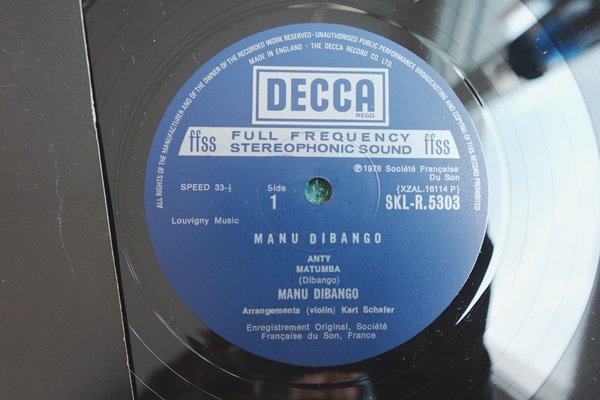 ALL RIGHTS OF THE MANUFACTURER AND OF THE OWNER OF THE RECORDED WORK RESERVED · UNAUTHORISED PUBLIC PERFORMANCE BROADCASTING AND COPYING OF THIS RECORD PROHIBITED
MADE IN ENGLAND · THE DECCA RECORD CO. LTD.
DECCA
REGD.
ffss FULL FREQUENCY ffss
STEREOPHONIC SOUND
Ⓟ1978 Société Française
Du Son
SPEED 33-⅓
Side
1
{XZAL.16114 P}
SKL-R.5303
Louvigny Music
MANU DIBANGO
ANTY
MATUMBA
(Dibango)
MANU DIBANGO
Arrangements (violin) Karl Schafer
Enregistrement Original, Société
Française du Son, France